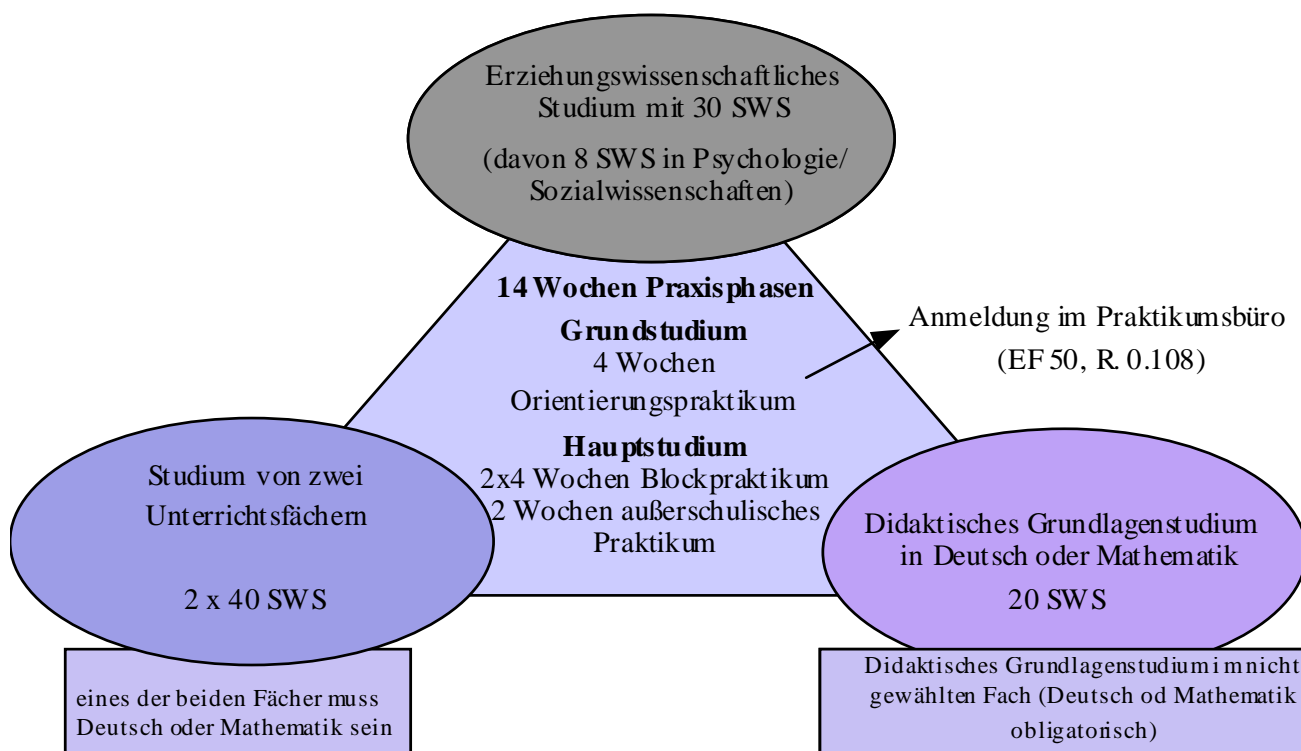 Erziehungswissenschaftliches
Studium mit 30 SWS
(davon 8 SWS in Psychologie/
Sozialwissenschaften)
14 Wochen Praxisphasen
Grundstudium
4 Wochen
Orientierungspraktikum
Anmeldung im Praktikumsbüro
(EF 50, R. 0.108)
Hauptstudium
2x4 Wochen Blockpraktikum
2 Wochen außerschulisches
Praktikum
Studium von zwei
Unterrichtsfächern
2 x 40 SWS
Didaktisches Grundlagenstudium
in Deutsch oder Mathematik
20 SWS
eines der beiden Fächer muss
Deutsch oder Mathematik sein
Didaktisches Grundlagenstudium im nicht
gewählten Fach (Deutsch od Mathematik
obligatorisch)